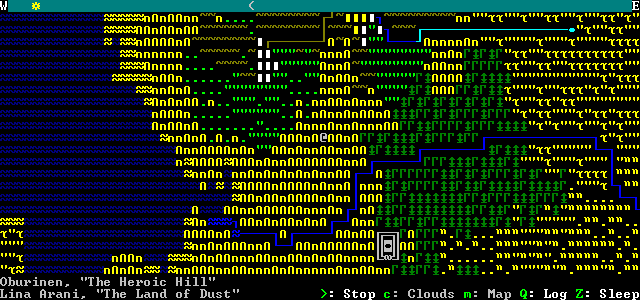 W E
Oburinen, "The Heroic Hill"
Lina Arani, "The Land of Dust" >: Stop c: Clouds m: Map Q: Log Z: Sleep